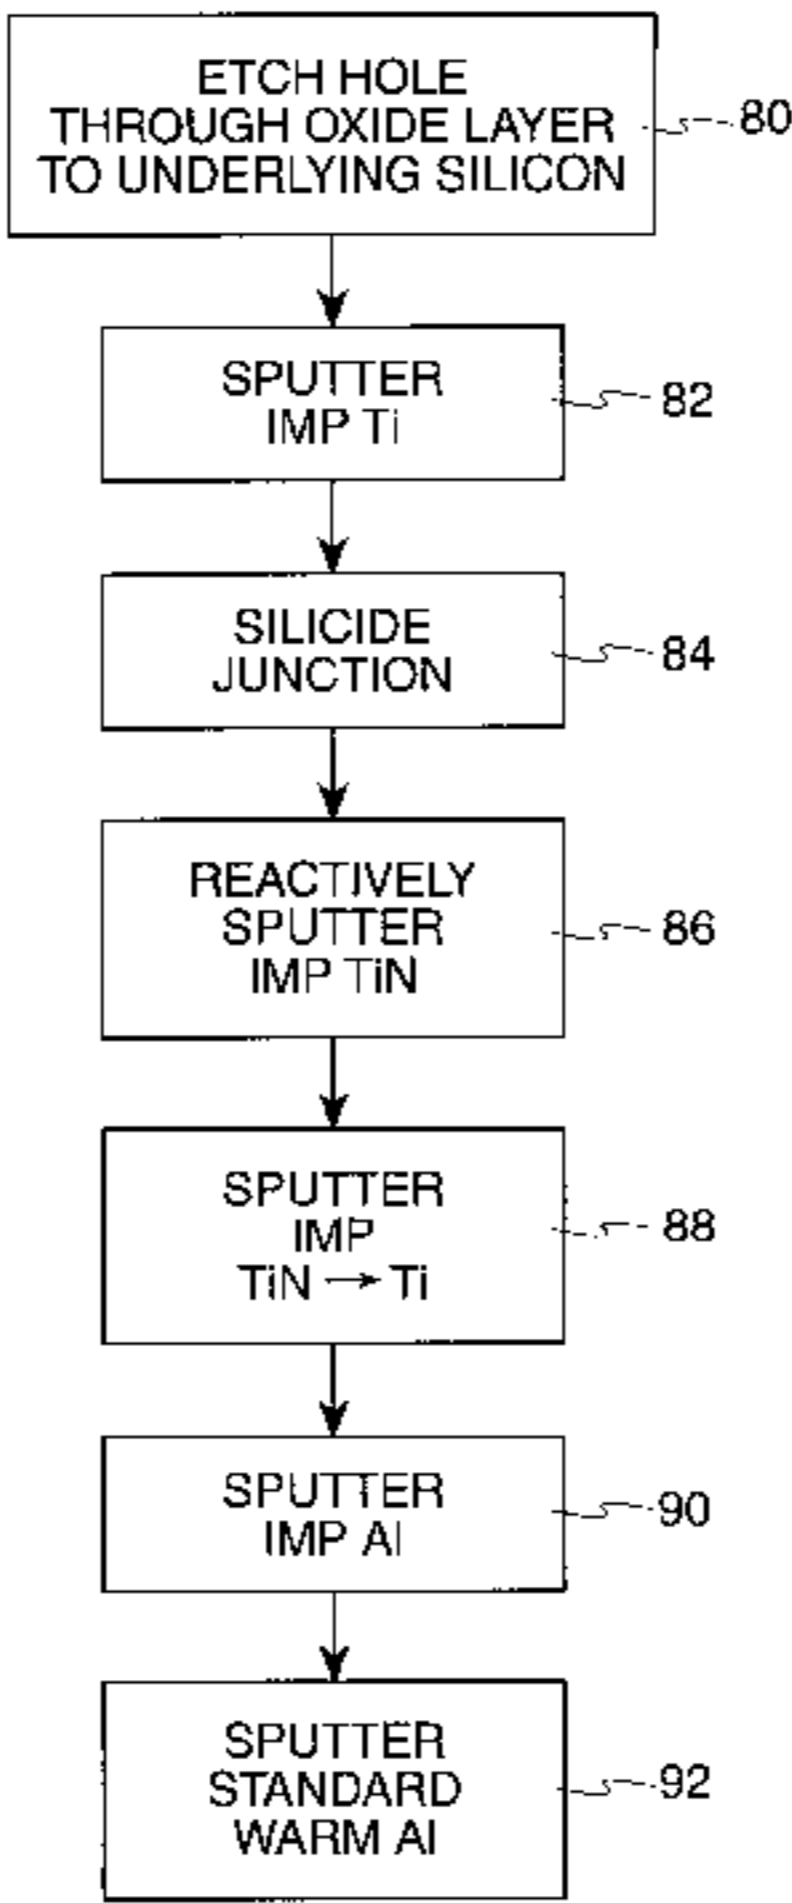 ETCH HOLE
THROUGH OXIDE LAYER
TO UNDERLYING SILICON
80
SPUTTER
IMP Ti
82
SILICIDE
JUNCTION
84
REACTIVELY
SPUTTER
IMP TiN
86
SPUTTER
IMP
TiN → Ti
88
SPUTTER
IMP Al
90
SPUTTER
STANDARD
WARM Al
92